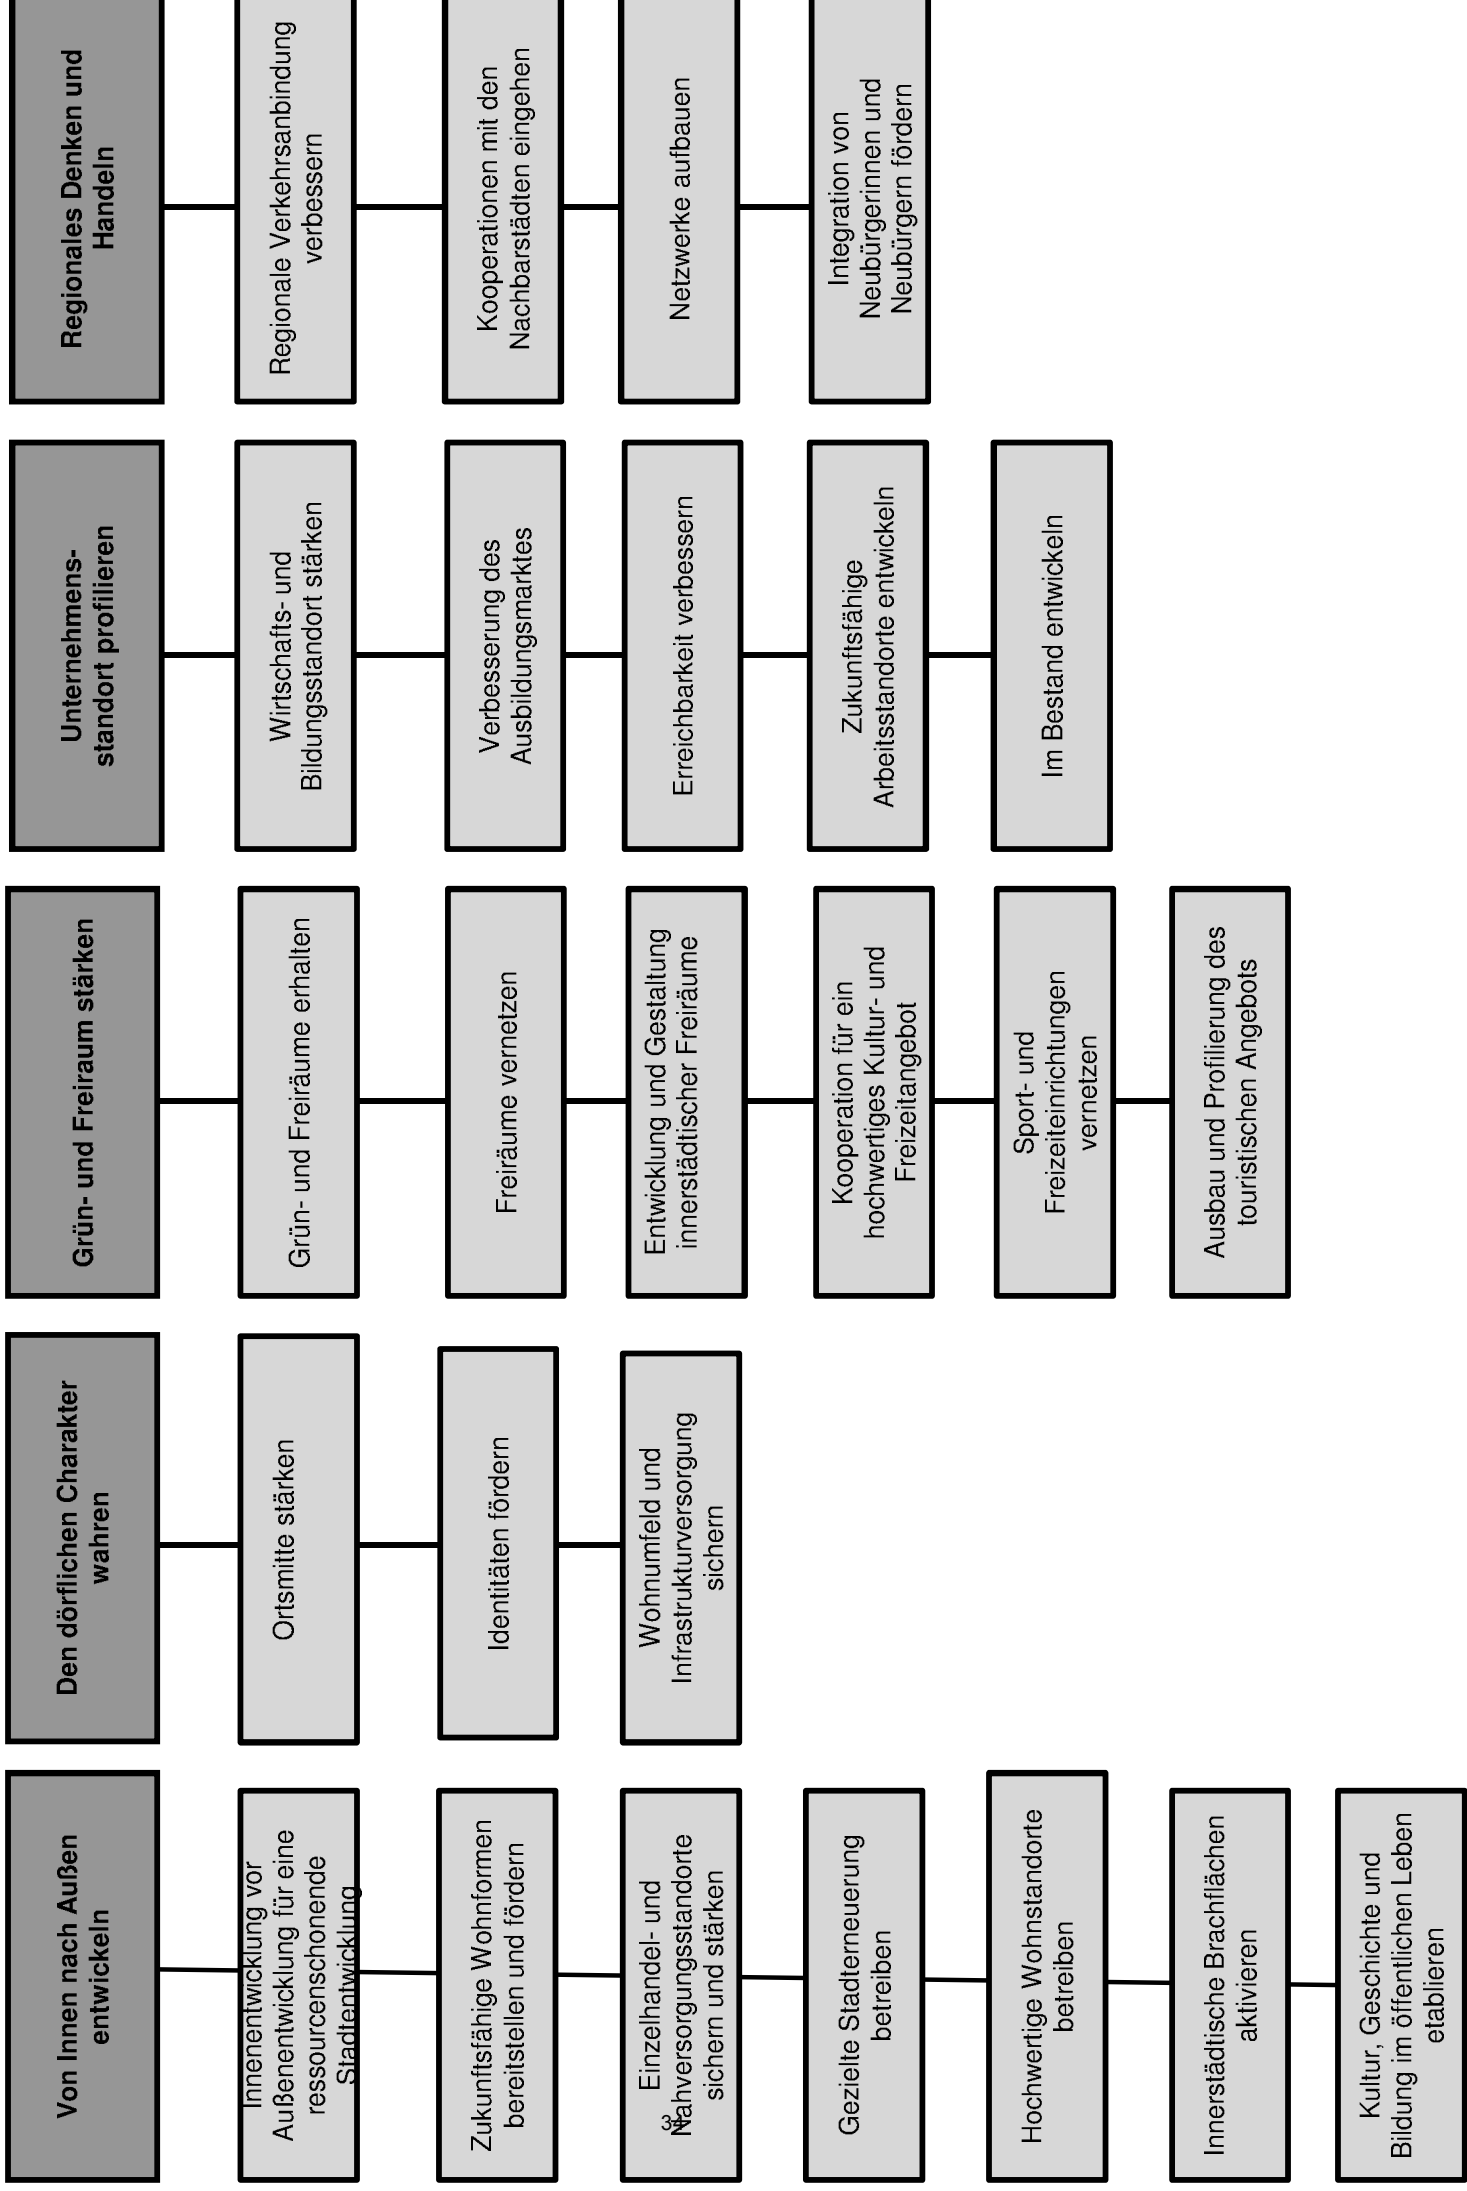 Von Innen nach Außen
entwickeln
Innenentwicklung vor
Außenentwicklung für eine
ressourcenschonende
Stadtentwicklung
Zukunftsfähige Wohnformen
bereitstellen und fördern
Einzelhandel- und
Nahversorgungsstandorte
sichern und stärken
Gezielte Stadterneuerung
betreiben
Hochwertige Wohnstandorte
betreiben
Innerstädtische Brachflächen
aktivieren
Kultur, Geschichte und
Bildung im öffentlichen Leben
etablieren
Den dörflichen Charakter
wahren
Ortsmitte stärken
Identitäten fördern
Wohnumfeld und
Infrastrukturversorgung
sichern
Grün- und Freiraum stärken
Grün- und Freiräume erhalten
Freiräume vernetzen
Entwicklung und Gestaltung
innerstädtischer Freiräume
Kooperation für ein
hochwertiges Kultur- und
Freizeitangebot
Sport- und
Freizeiteinrichtungen
vernetzen
Ausbau und Profilierung des
touristischen Angebots
Unternehmens-
standort profilieren
Wirtschafts- und
Bildungsstandort stärken
Verbesserung des
Ausbildungsmarktes
Erreichbarkeit verbessern
Zukunftsfähige
Arbeitsstandorte entwickeln
Im Bestand entwickeln
Regionales Denken und
Handeln
Regionale Verkehrsanbindung
verbessern
Kooperationen mit den
Nachbarstädten eingehen
Netzwerke aufbauen
Integration von
Neubürgerinnen und
Neubürgern fördern
34